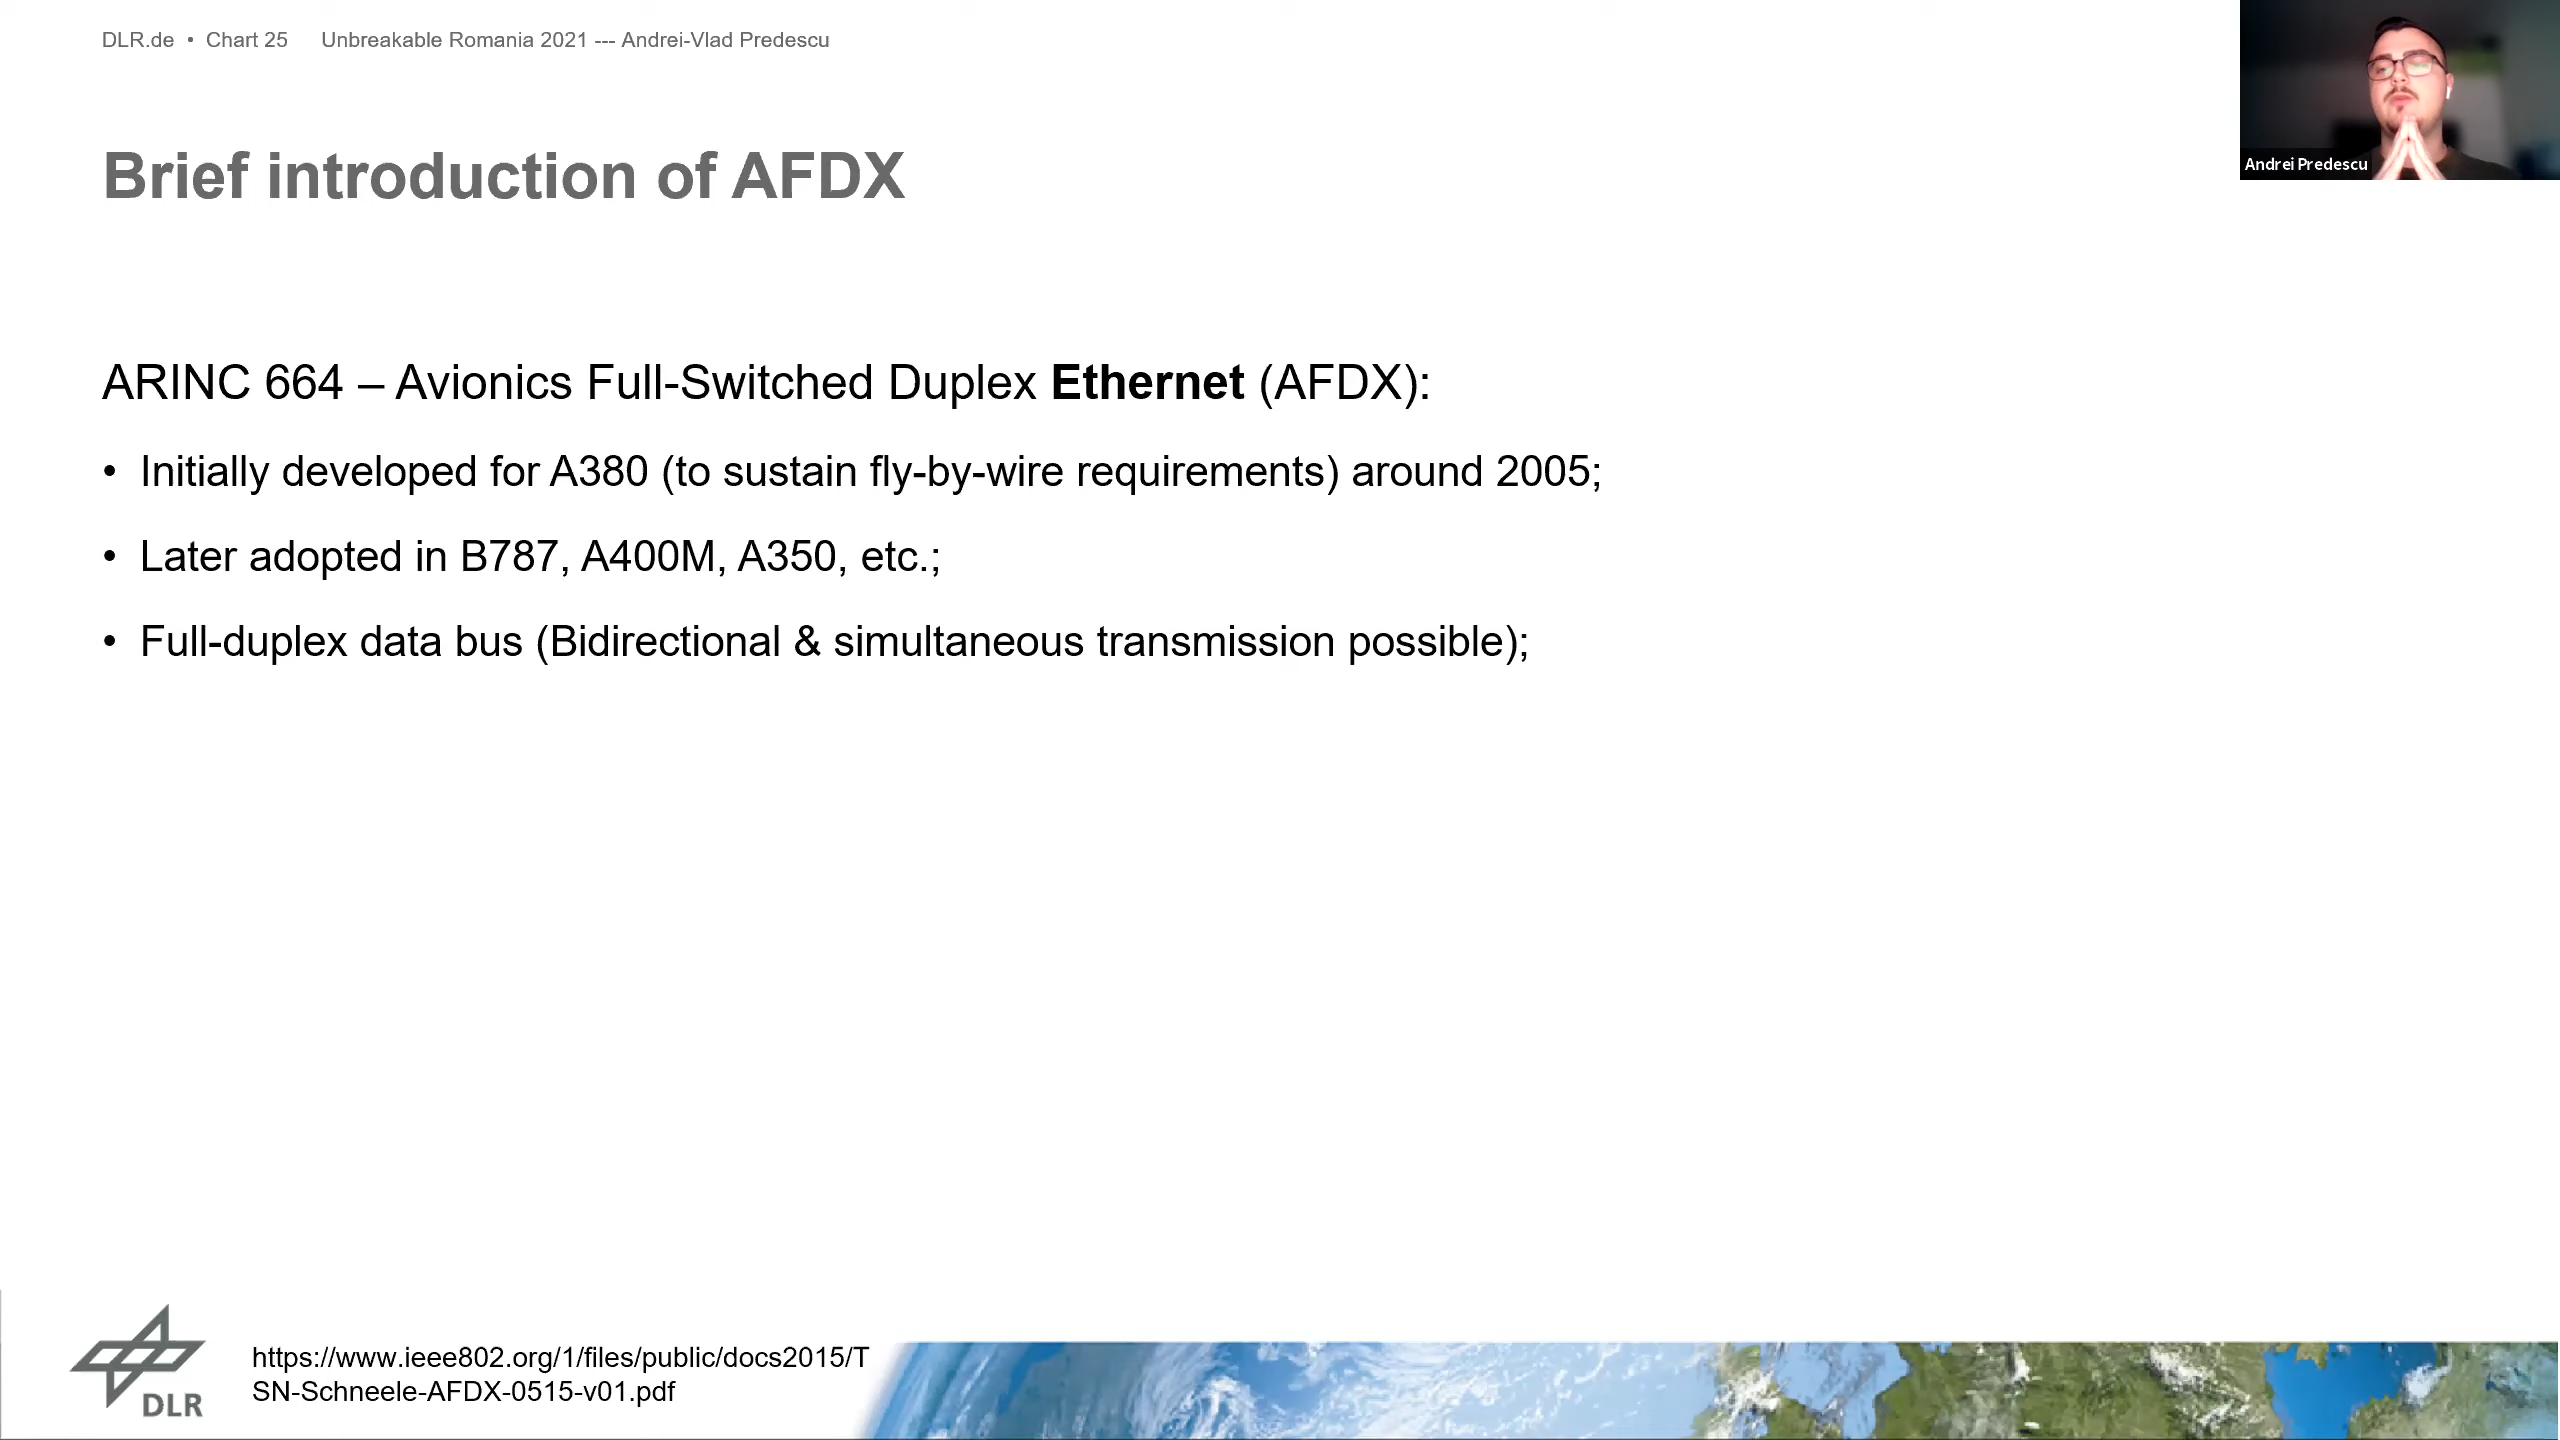 DLR.de • Chart 25 Unbreakable Romania 2021 --- Andrei-Vlad Predescu
Andrei Predescu
Brief introduction of AFDX
ARINC 664 – Avionics Full-Switched Duplex Ethernet (AFDX):
• Initially developed for A380 (to sustain fly-by-wire requirements) around 2005;
• Later adopted in B787, A400M, A350, etc.;
• Full-duplex data bus (Bidirectional & simultaneous transmission possible);
DLR
https://www.ieee802.org/1/files/public/docs2015/T
SN-Schneele-AFDX-0515-v01.pdf